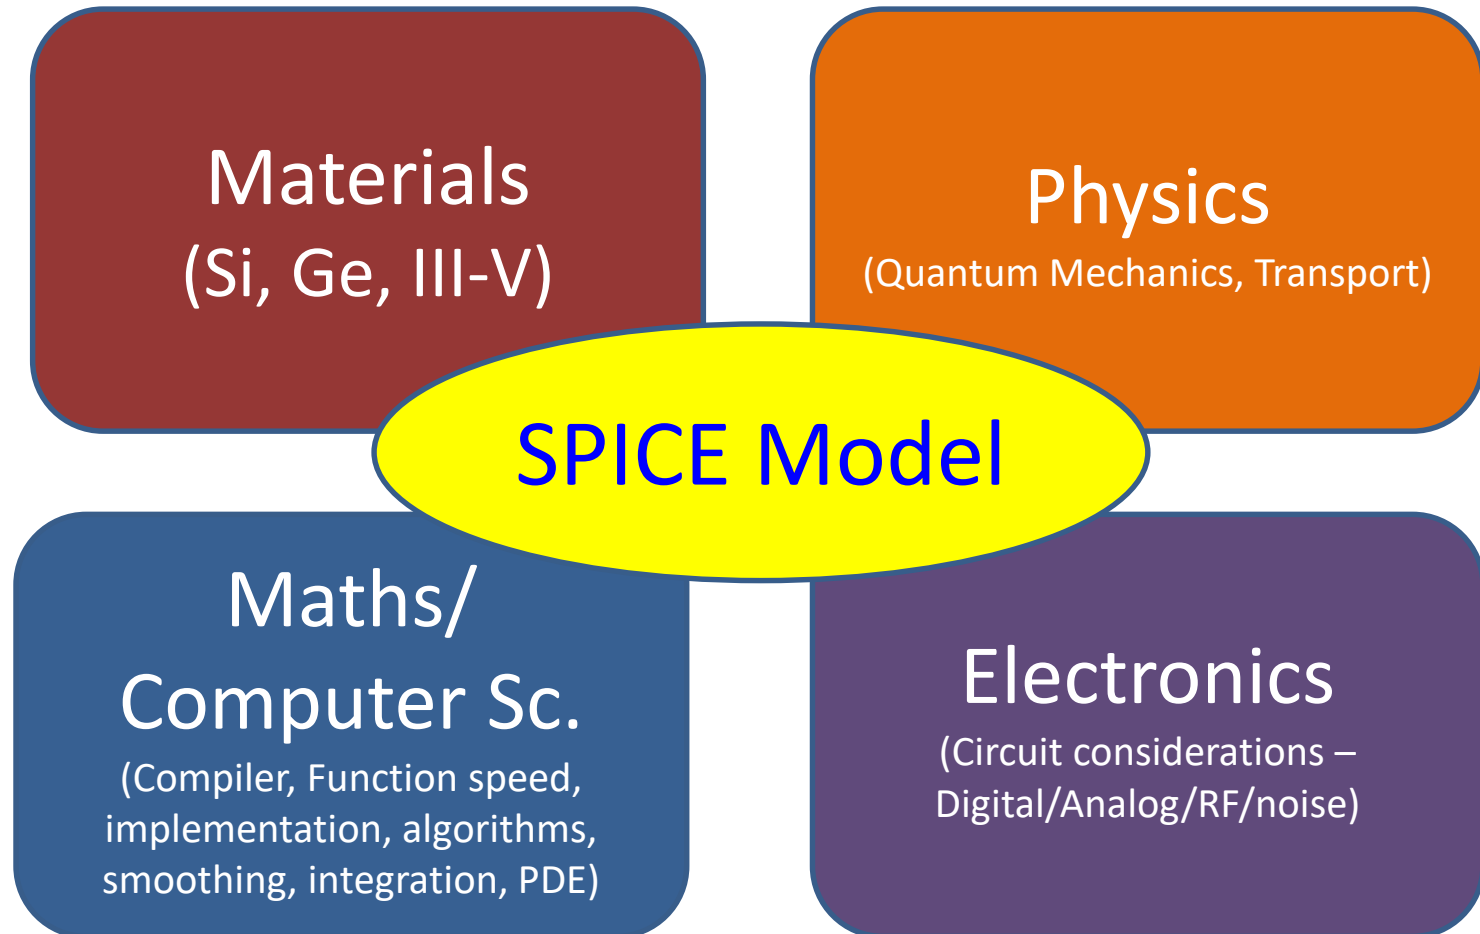 Materials
(Si, Ge, III-V)
Physics
(Quantum Mechanics, Transport)
SPICE Model
Maths/
Computer Sc.
(Compiler, Function speed,
implementation, algorithms,
smoothing, integration, PDE)
Electronics
(Circuit considerations –
Digital/Analog/RF/noise)